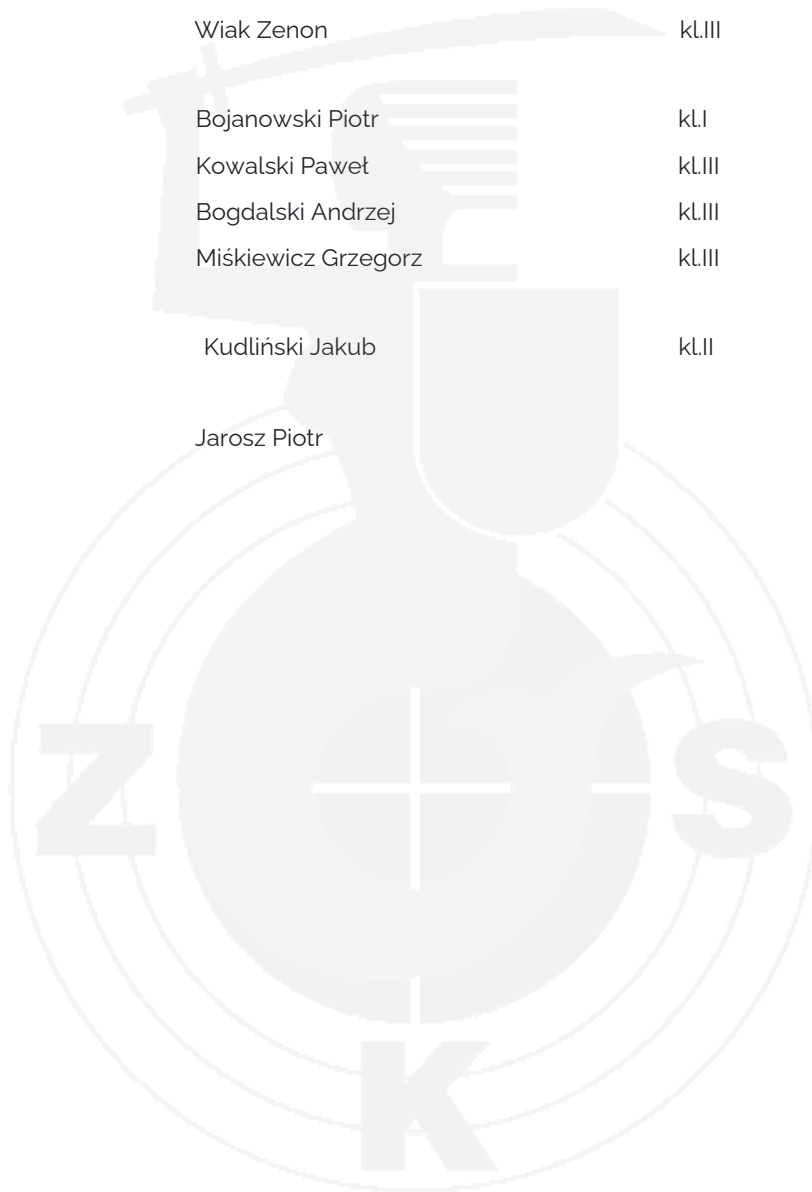 Wiak Zenon kl.III
Bojanowski Piotr kl.I
Kowalski Paweł kl.III
Bogdalski Andrzej kl.III
Miśkiewicz Grzegorz kl.III
Kudliński Jakub kl.II
Jarosz Piotr
Z S
K